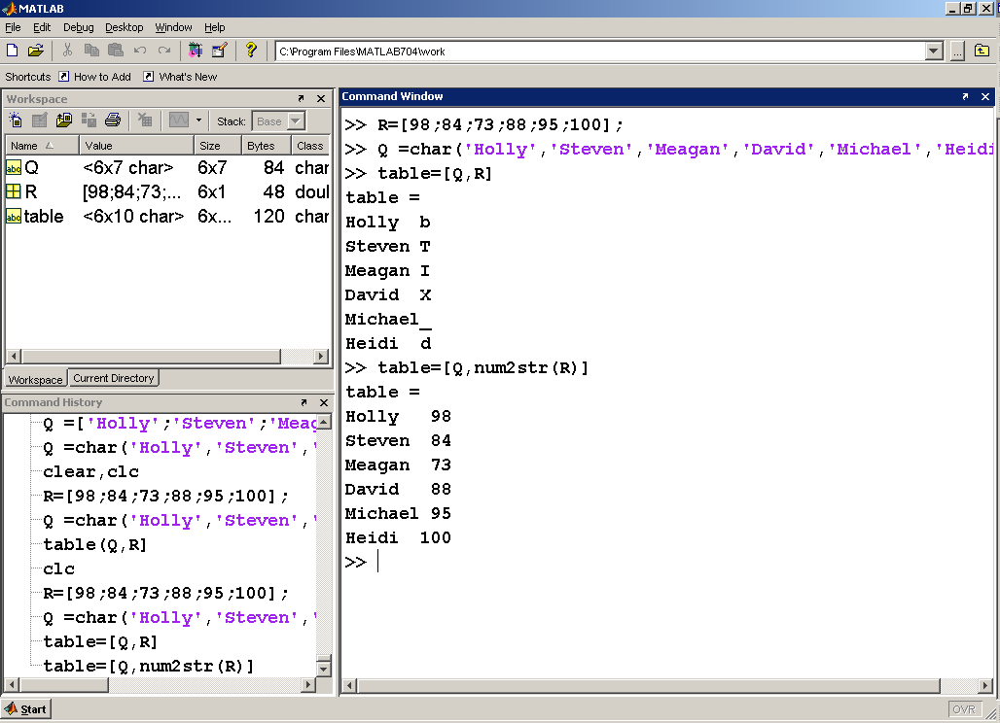 MATLAB
File Edit Debug Desktop Window Help
C:\Program Files\MATLAB704\work
...
Shortcuts How to Add What's New
Workspace
Stack: Base
Name Value Size Bytes Class
abc Q <6x7 char> 6x7 84 char
R [98;84;73;... 6x1 48 doul
abc table <6x10 char> 6x... 120 char
Workspace Current Directory
Command History
Q =['Holly';'Steven';'Meag
Q =char('Holly','Steven','
clear,clc
R=[98;84;73;88;95;100];
Q =char('Holly','Steven','
table(Q,R]
clc
R=[98;84;73;88;95;100];
Q =char('Holly','Steven','
table=[Q,R]
table=[Q,num2str(R)]
Command Window
>> R=[98;84;73;88;95;100];
>> Q =char('Holly','Steven','Meagan','David','Michael','Heidi
>> table=[Q,R]
table =
Holly  b
Steven T
Meagan I
David  X
Michael_
Heidi  d
>> table=[Q,num2str(R)]
table =
Holly   98
Steven  84
Meagan  73
David   88
Michael 95
Heidi  100
>>
Start
OVR